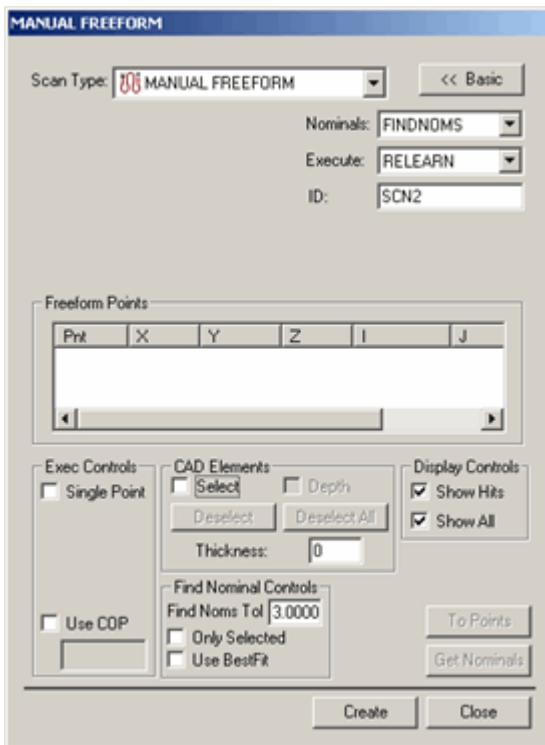 MANUAL FREEFORM
Scan Type: MANUAL FREEFORM << Basic
Nominals: FINDNOMS
Execute: RELEARN
ID: SCN2
Freeform Points
Pnt X Y Z I J
Exec Controls CAD Elements Display Controls
Single Point Select Depth Show Hits
Deselect Deselect All Show All
Thickness: 0
Find Nominal Controls
Find Noms Tol 3.0000
Use COP Only Selected To Points
Use BestFit Get Nominals
Create Close